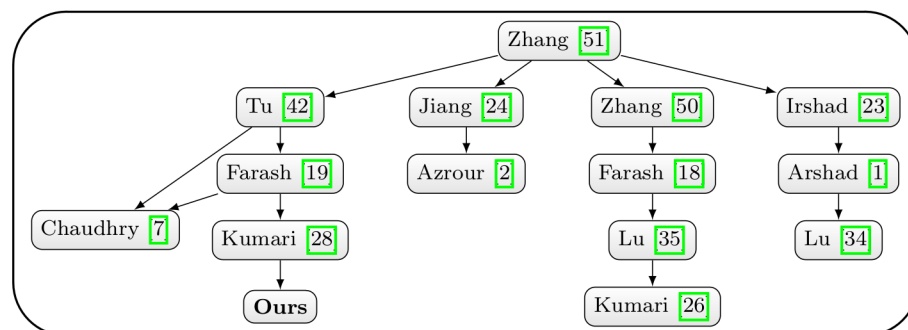 Zhang 51
Tu 42
Jiang 24
Zhang 50
Irshad 23
Farash 19
Azrour 2
Farash 18
Arshad 1
Chaudhry 7
Kumari 28
Lu 35
Lu 34
Ours
Kumari 26